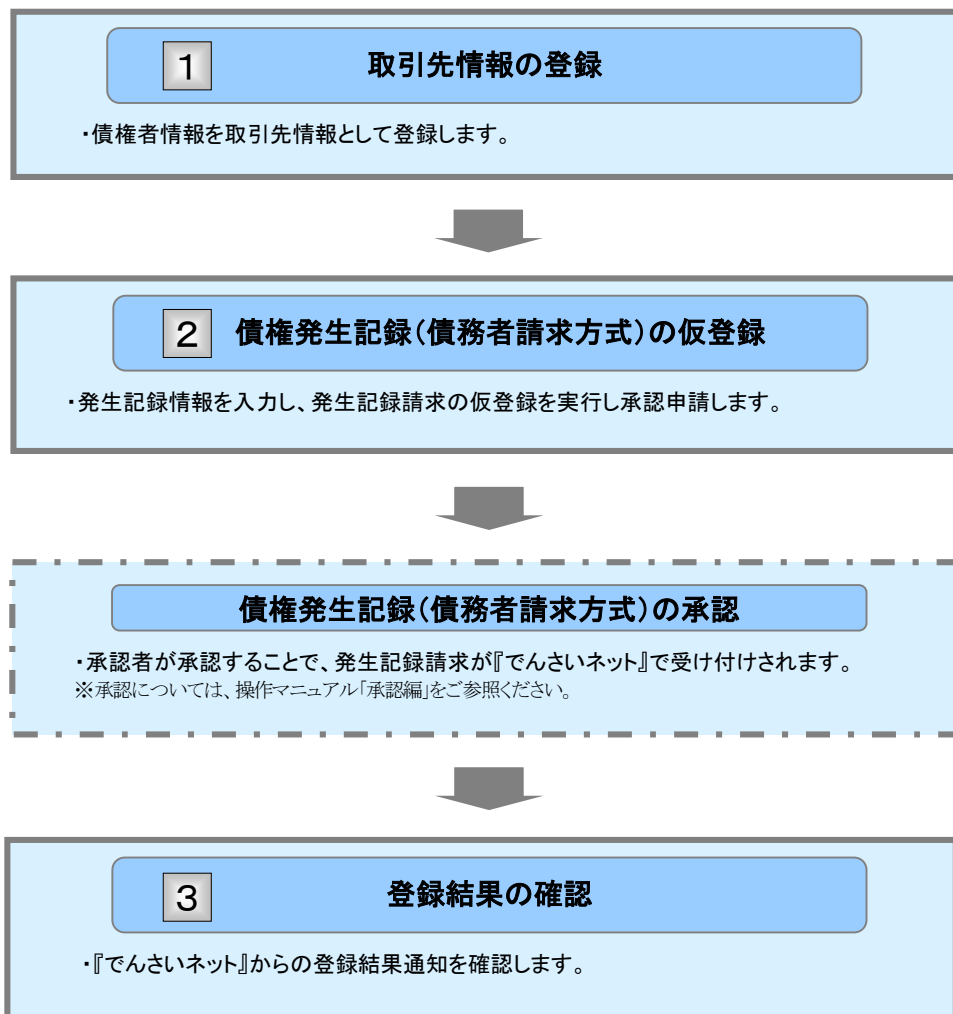 1 取引先情報の登録
・債権者情報を取引先情報として登録します。
2 債権発生記録(債務者請求方式)の仮登録
・発生記録情報を入力し、発生記録請求の仮登録を実行し承認申請します。
債権発生記録(債務者請求方式)の承認
・承認者が承認することで、発生記録請求が『でんさいネット』で受け付けされます。
※承認については、操作マニュアル「承認編」をご参照ください。
3 登録結果の確認
・『でんさいネット』からの登録結果通知を確認します。